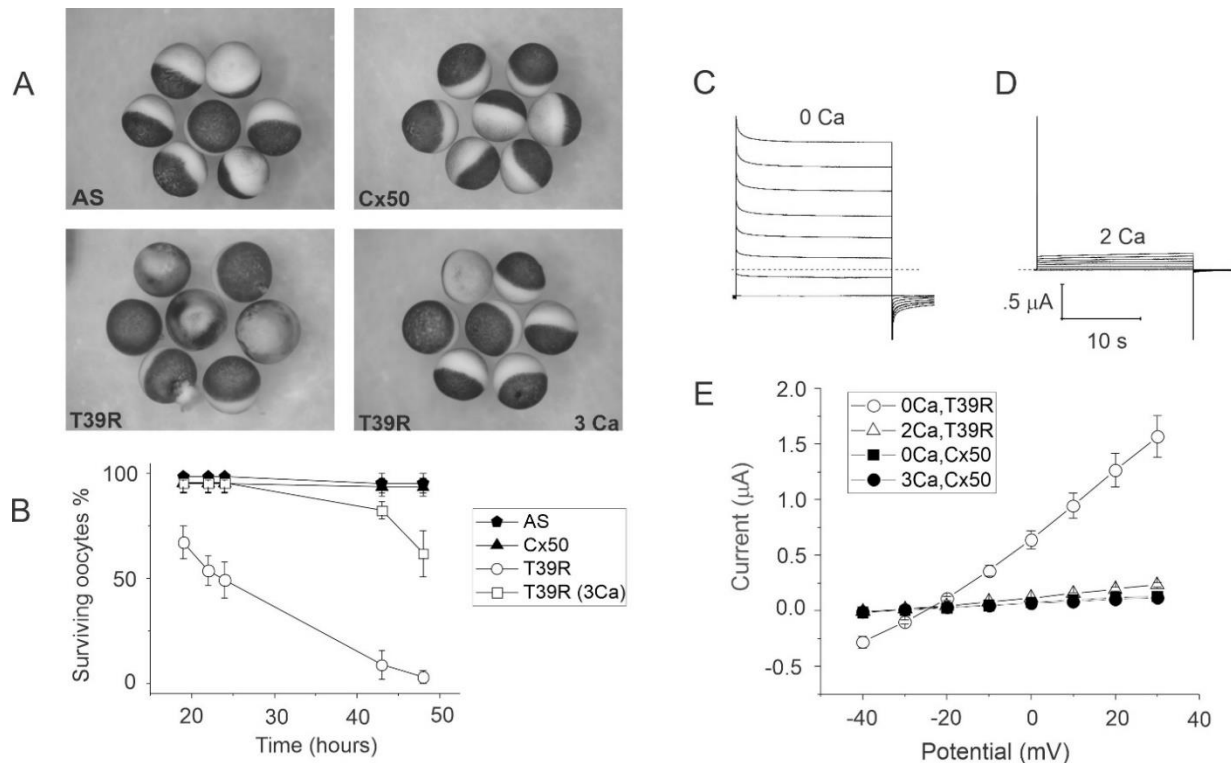 A
AS
Cx50
T39R
T39R 3 Ca
B
100
50
0
Surviving oocytes %
20 30 40 50
Time (hours)
AS
Cx50
T39R
T39R (3Ca)
C
0 Ca
D
2 Ca
.5 μA
10 s
E
2.0
1.5
1.0
0.5
0.0
-0.5
Current (μA)
0Ca,T39R
2Ca,T39R
0Ca,Cx50
3Ca,Cx50
-40 -20 0 20 40
Potential (mV)